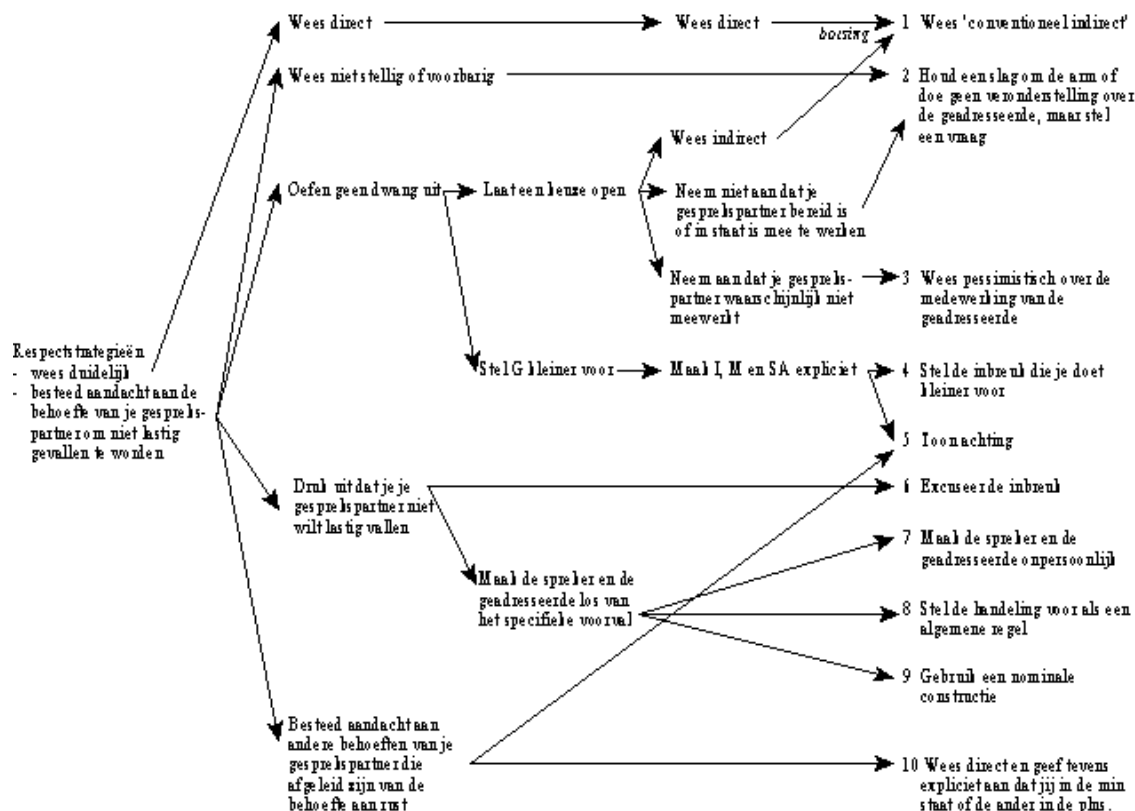 Respectstrategieën
- wees duidelijk
- besteed aandacht aan de
behoefte van je gespreks-
partner om niet lastig
gevallen te worden
Wees direct
Wees niet stellig of voorbarig
Oefen geen dwang uit
Druk uit dat je je
gesprekspartner niet
wilt lastig vallen
Besteed aandacht aan
andere behoeften van je
gesprekspartner die
afgeleid zijn van de
behoefte aan rust
Laat een keuze open
Stel G kleiner voor
Maak de spreker en de
geadresseerde los van
het specifieke voorval
Wees direct
Wees indirect
Neem niet aan dat je
gesprekspartner bereid is
of in staat is mee te werken
Neem aan dat je gespreks-
partner waarschijnlijk niet
meewerkt
Maak I, M en SA expliciet
botsing
1 Wees 'conventioneel indirect'
2 Houd een slag om de arm of
doe geen veronderstelling over
de geadresseerde, maar stel
een vraag
3 Wees pessimistisch over de
medewerking van de
geadresseerde
4 Stel de inbreuk die je doet
kleiner voor
5 Toon achting
6 Excuseer de inbreuk
7 Maak de spreker en de
geadresseerde onpersoonlijk
8 Stel de handeling voor als een
algemene regel
9 Gebruik een nominale
constructie
10 Wees direct en geef tevens
expliciet aan dat jij in de min
staat of de ander in de plus.